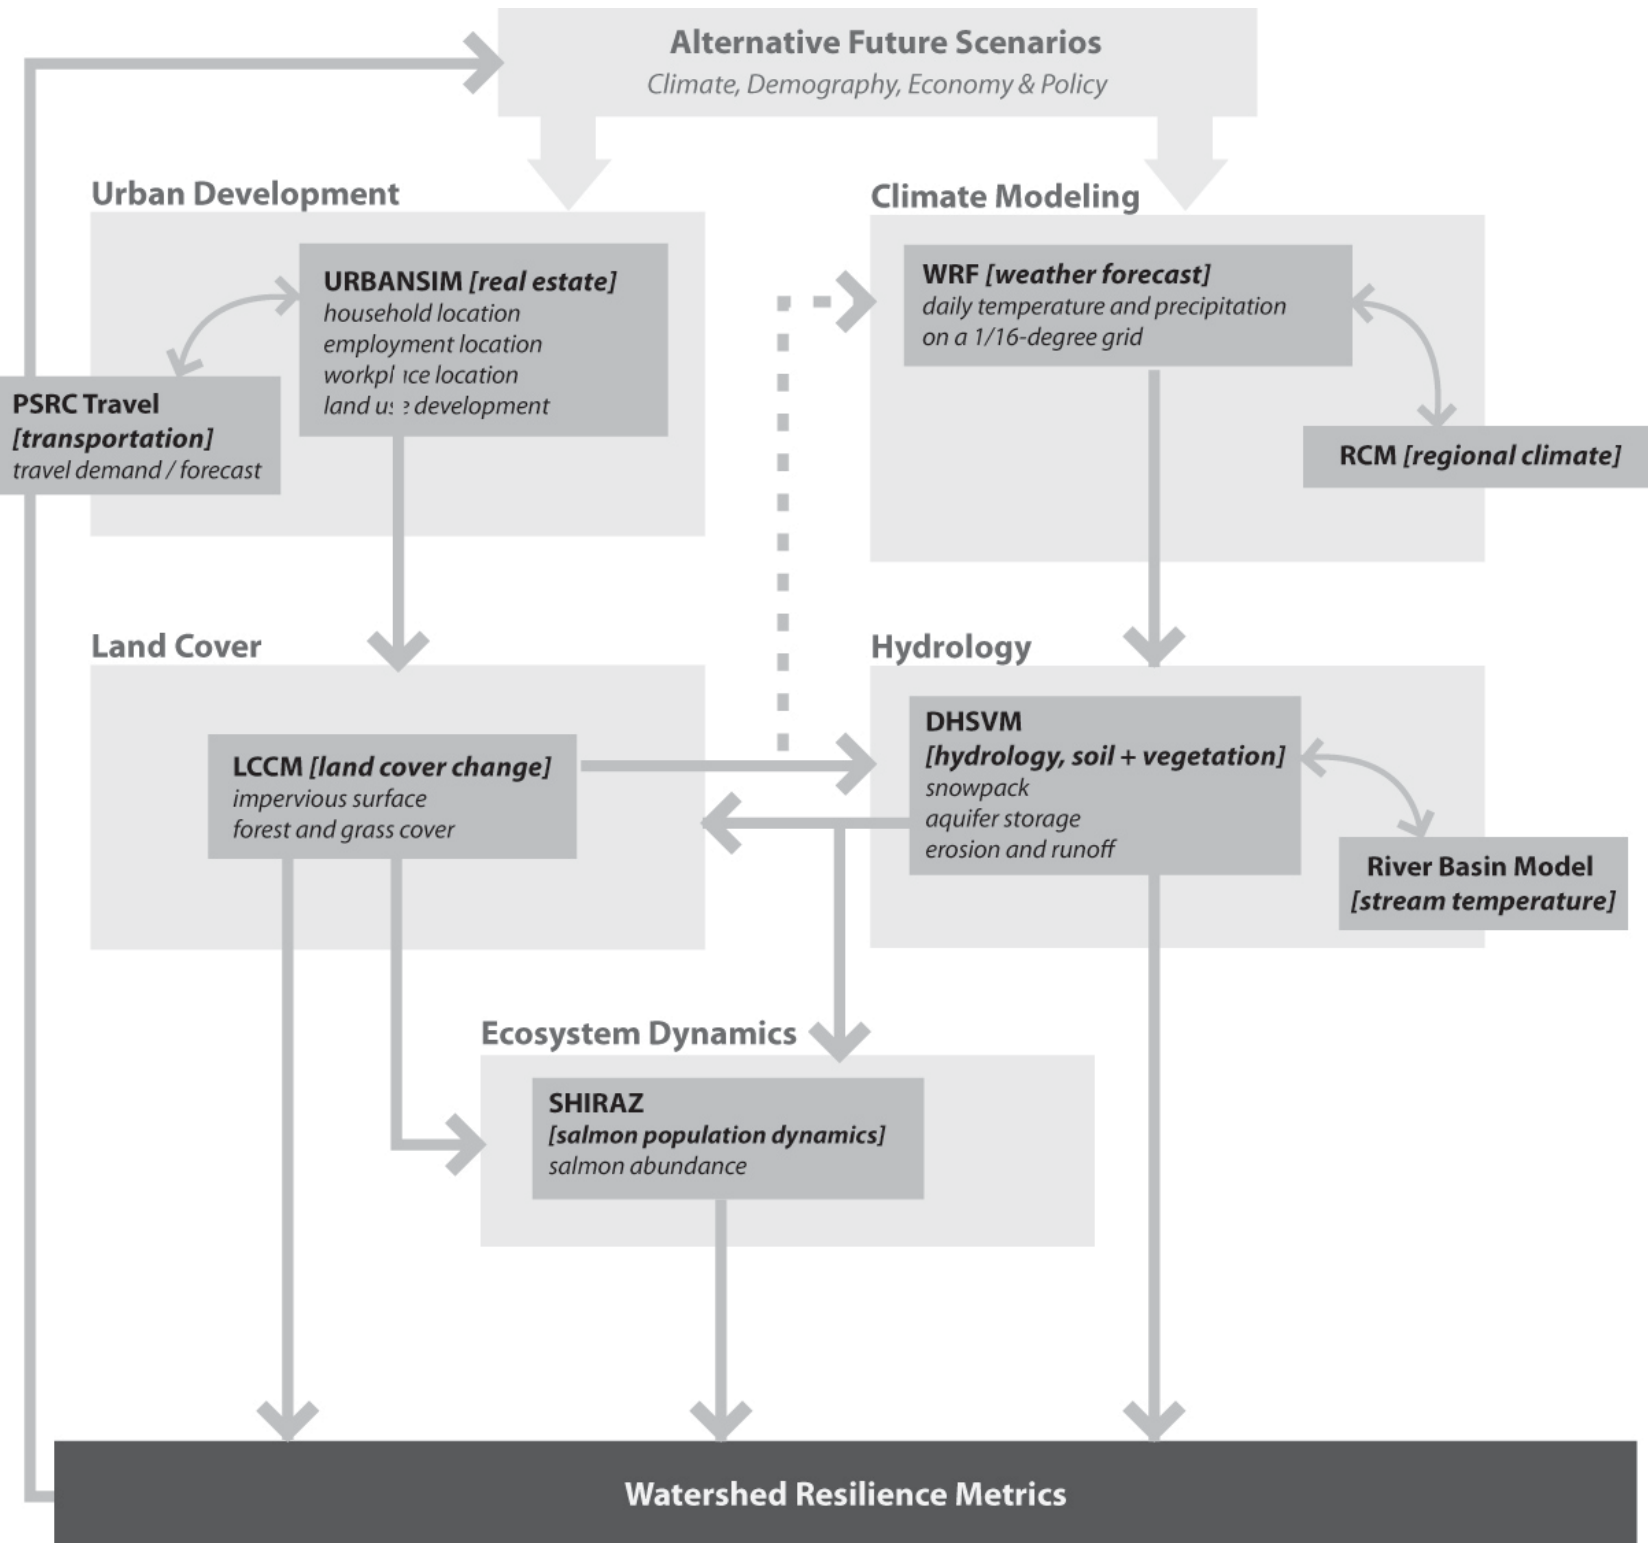 Alternative Future Scenarios
Climate, Demography, Economy & Policy
Urban Development
URBANSIM [real estate]
household location
employment location
workplace location
land use development
PSRC Travel
[transportation]
travel demand / forecast
Climate Modeling
WRF [weather forecast]
daily temperature and precipitation
on a 1/16-degree grid
RCM [regional climate]
Land Cover
LCCM [land cover change]
impervious surface
forest and grass cover
Hydrology
DHSVM
[hydrology, soil + vegetation]
snowpack
aquifer storage
erosion and runoff
River Basin Model
[stream temperature]
Ecosystem Dynamics
SHIRAZ
[salmon population dynamics]
salmon abundance
Watershed Resilience Metrics